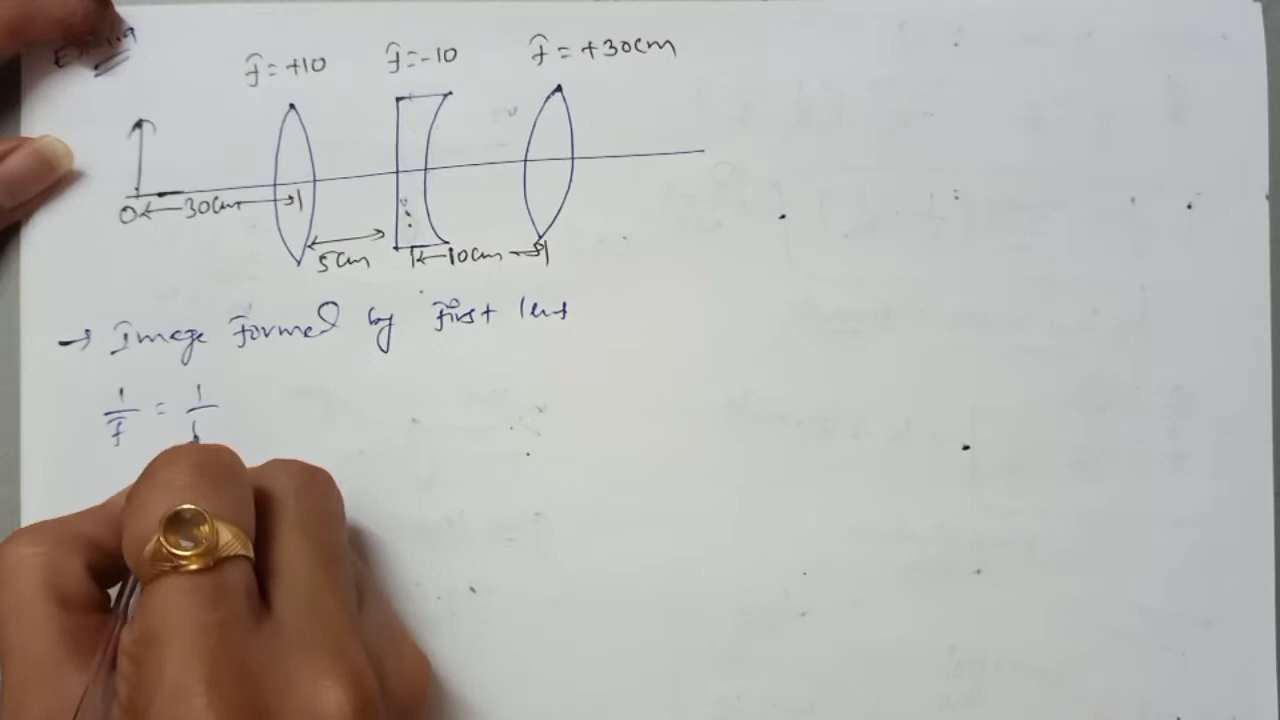 f=+10 f=-10 f=+30cm
O 30cm
5cm 10cm
→ Image formed by First lens
1/f = 1/